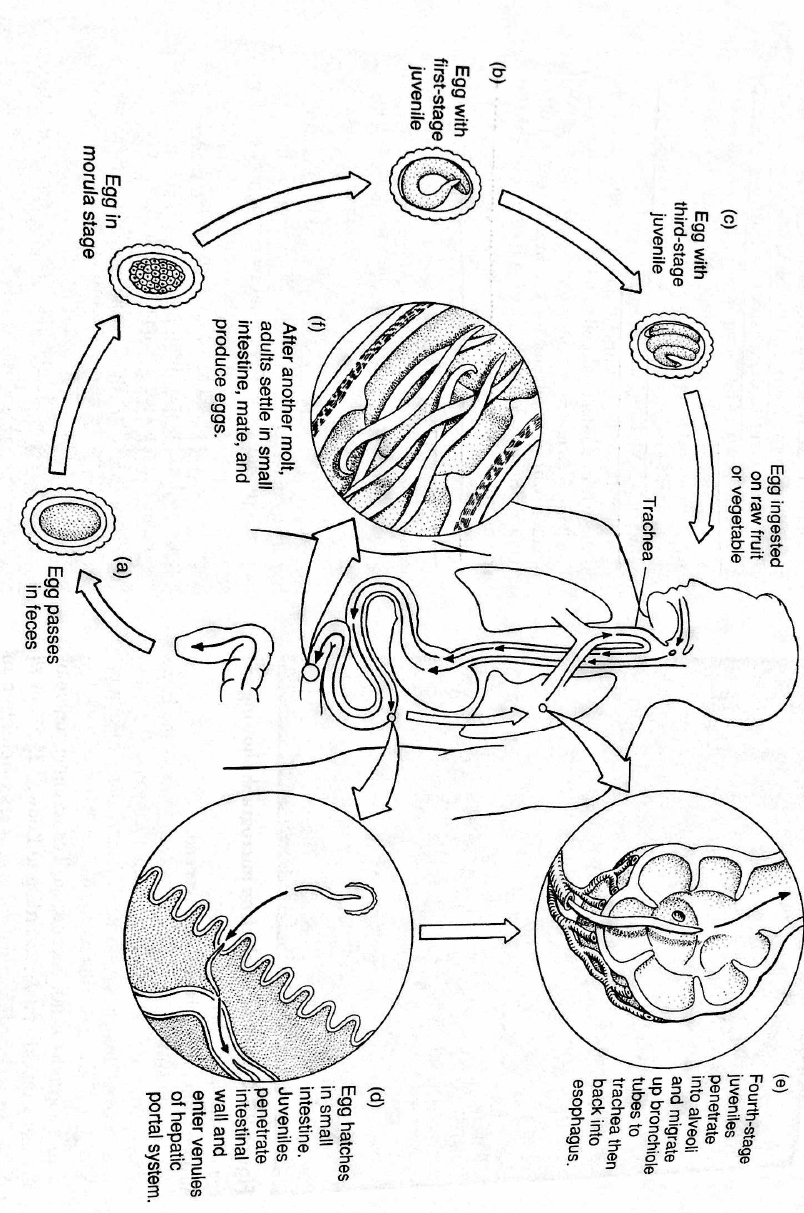 (a)
Egg passes
in feces
Egg in
morula stage
(b)
Egg with
first-stage
juvenile
(c)
Egg with
third-stage
juvenile
Egg ingested
on raw fruit
or vegetable
Trachea
(d)
Egg hatches
in small
intestine.
Juveniles
penetrate
intestinal
wall and
enter venules
of hepatic
portal system.
(e)
Fourth-stage
juveniles
penetrate
into alveoli
and migrate
up bronchiole
tubes to
trachea then
back into
esophagus.
(f)
After another molt,
adults settle in small
intestine, mate, and
produce eggs.